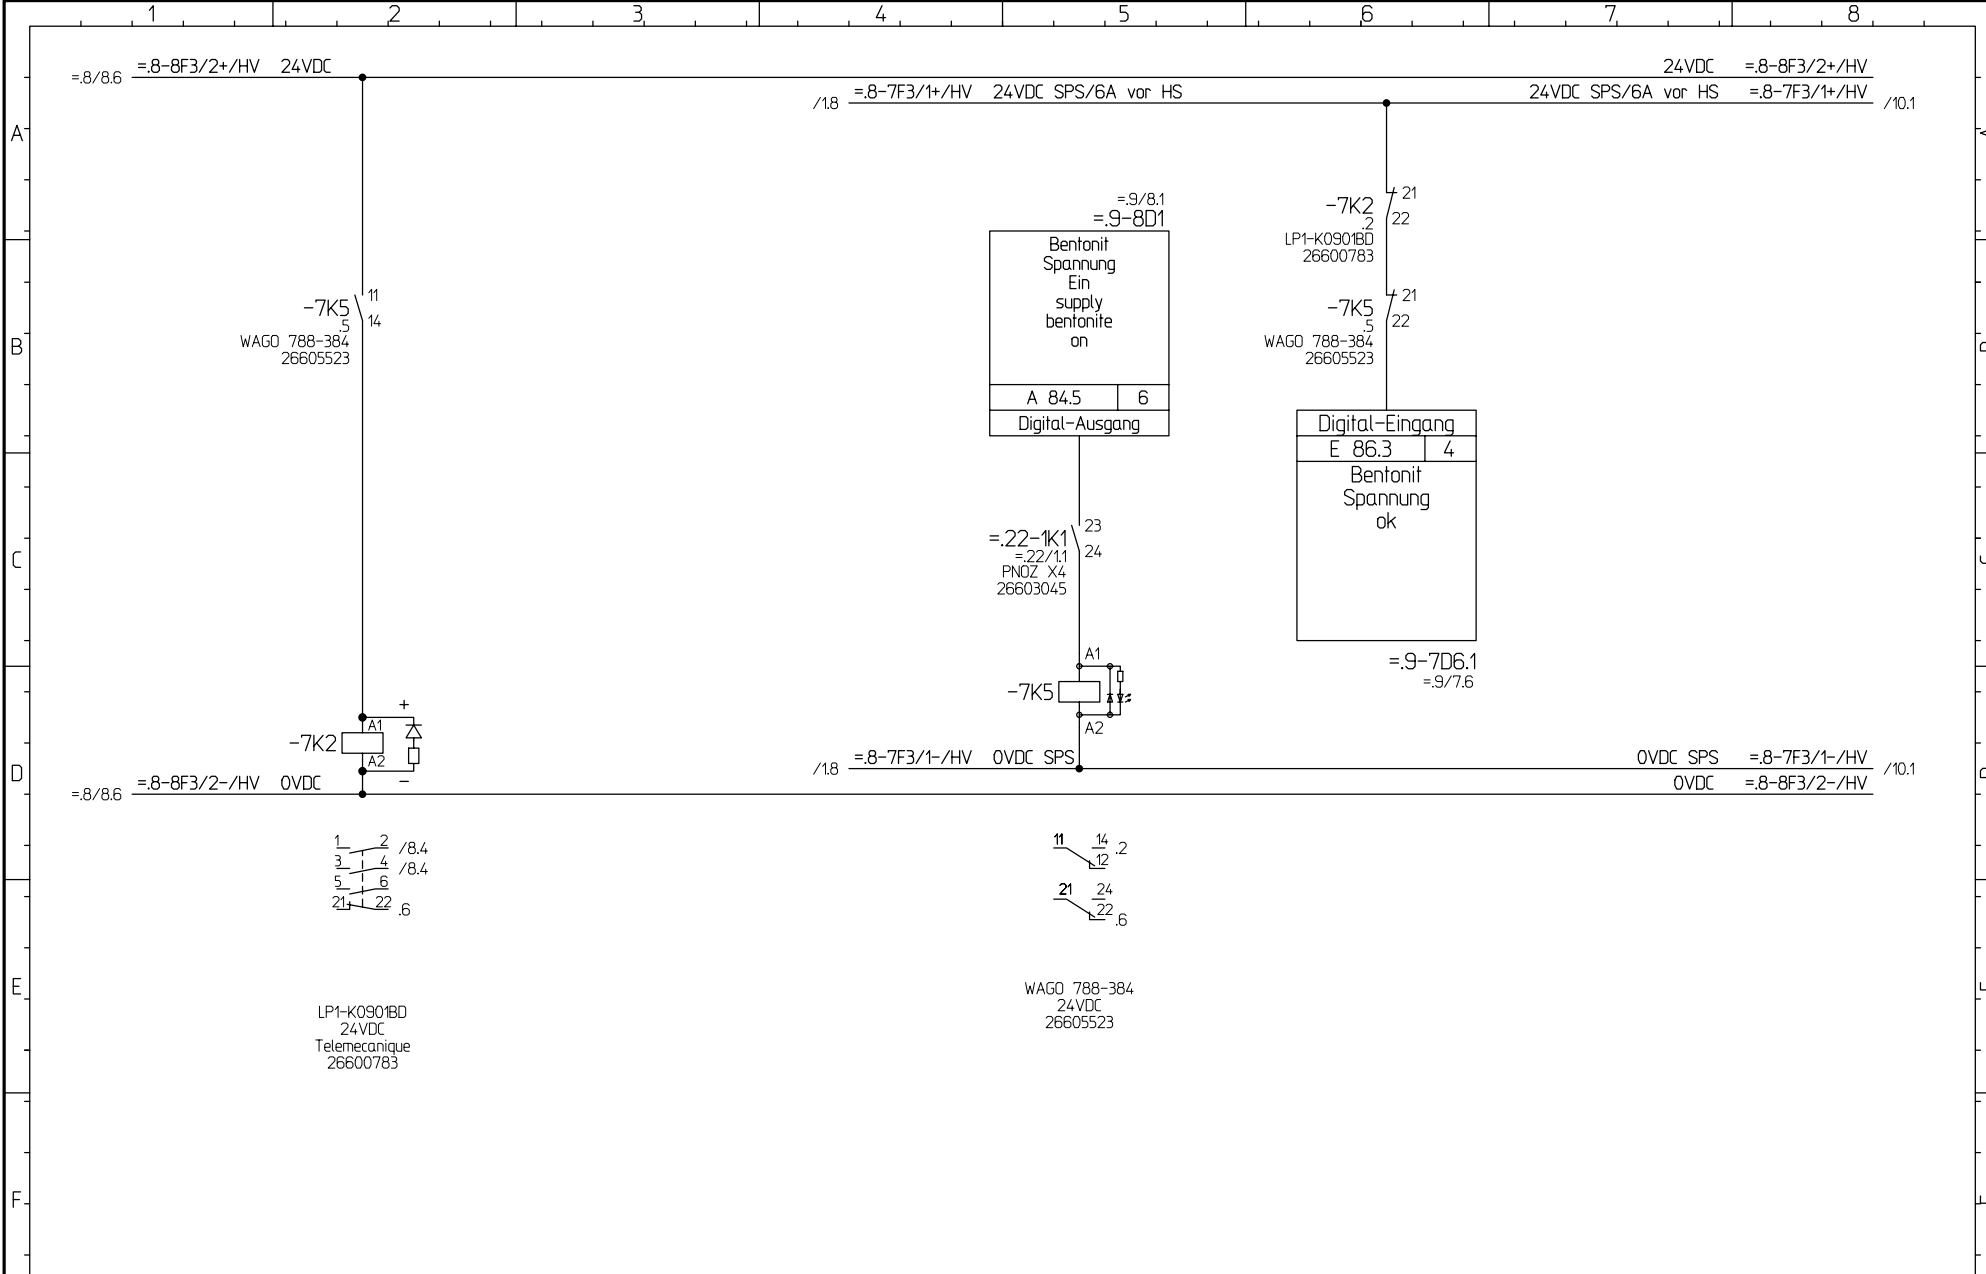 1 2 3 4 5 6 7 8
=.8/8.6 =.8-8F3/2+/HV 24VDC 24VDC =.8-8F3/2+/HV
/1.8 =.8-7F3/1+/HV 24VDC SPS/6A vor HS 24VDC SPS/6A vor HS =.8-7F3/1+/HV /10.1
A
-7K5
.5
WAGO 788-384
26605523
11
14
=.9/8.1
=.9-8D1
Bentonit
Spannung
Ein
supply
bentonite
on
A 84.5 6
Digital-Ausgang
-7K2
.2
LP1-K0901BD
26600783
21
22
-7K5
.5
WAGO 788-384
26605523
21
22
B
Digital-Eingang
E 86.3 4
Bentonit
Spannung
ok
=.9-7D6.1
=.9/7.6
=.22-1K1
=.22/1.1
PNOZ X4
26603045
23
24
C
A1
-7K5
A2
+
A1
-7K2
A2
-
D
/1.8 =.8-7F3/1-/HV 0VDC SPS 0VDC SPS =.8-7F3/1-/HV /10.1
=.8/8.6 =.8-8F3/2-/HV 0VDC 0VDC =.8-8F3/2-/HV
1 2 /8.4
3 4 /8.4
5 6
21 22 .6
11 14 .2
12
21 24
22 .6
E
LP1-K0901BD
24VDC
Telemecanique
26600783
WAGO 788-384
24VDC
26605523
F